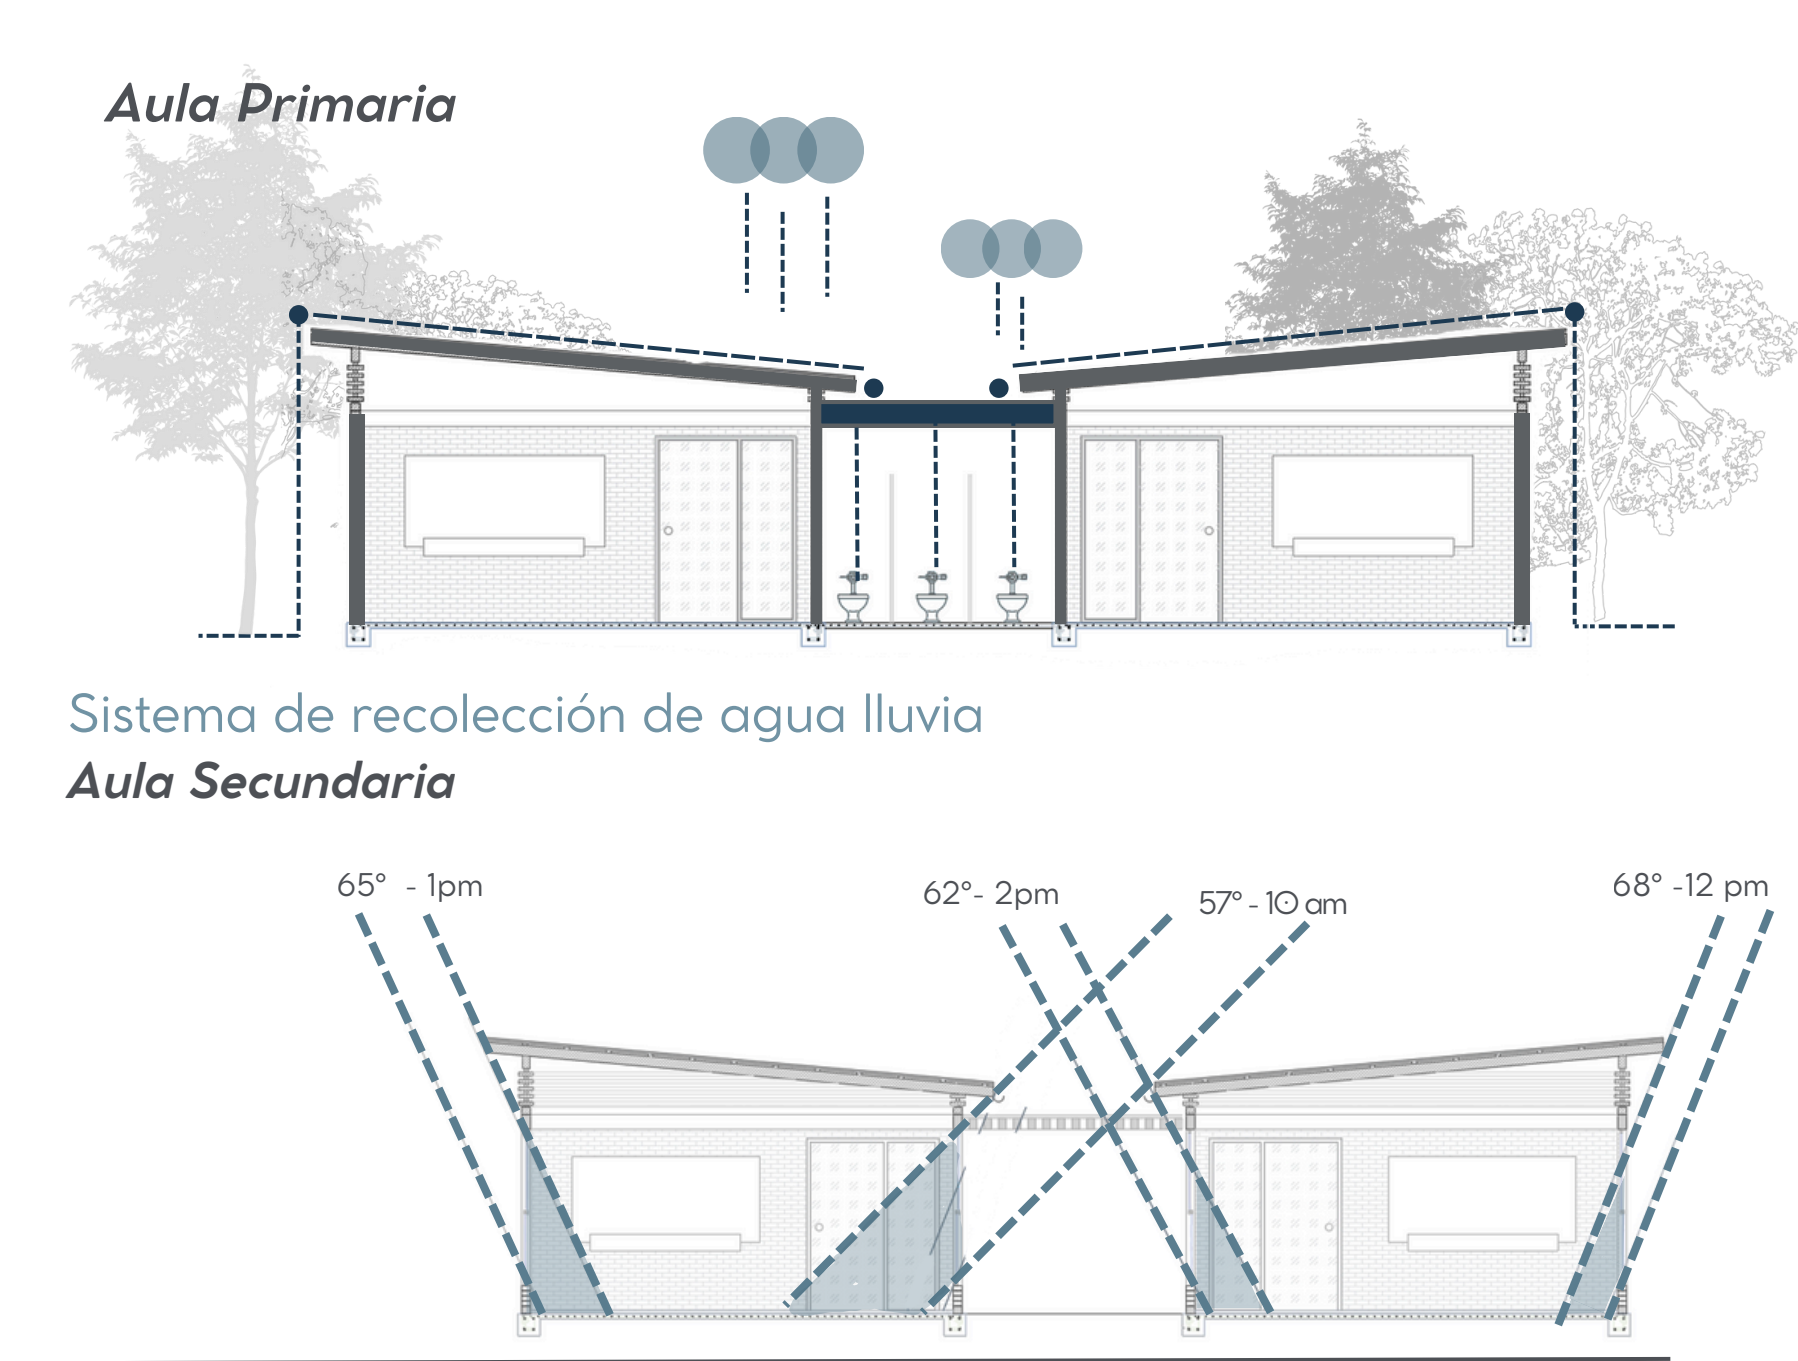 Aula Primaria
Sistema de recolección de agua lluvia
Aula Secundaria
65° - 1pm
62°- 2pm
57° - 10 am
68° -12 pm